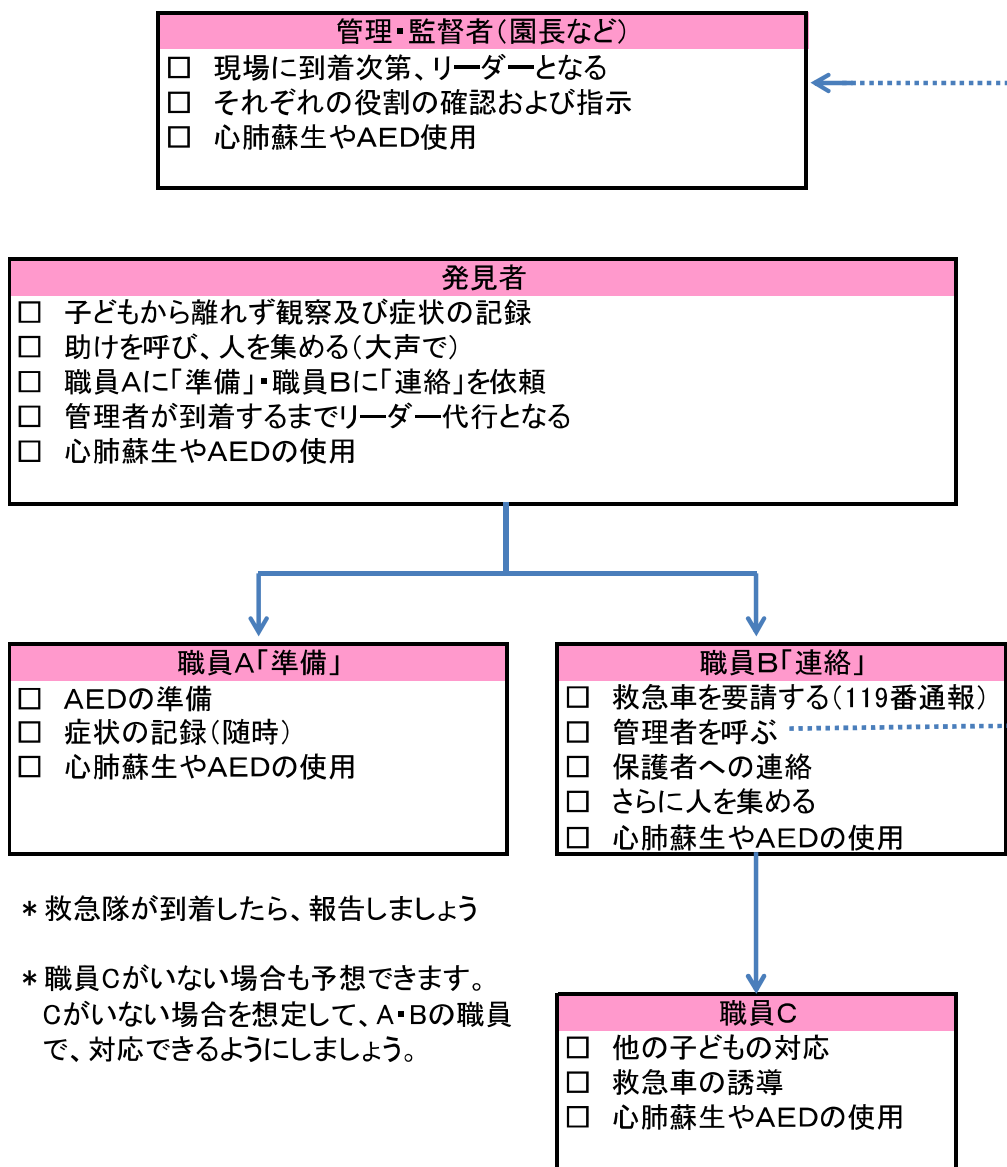 管理・監督者(園長など)
□ 現場に到着次第、リーダーとなる
□ それぞれの役割の確認および指示
□ 心肺蘇生やAED使用
発見者
□ 子どもから離れず観察及び症状の記録
□ 助けを呼び、人を集める(大声で)
□ 職員Aに「準備」・職員Bに「連絡」を依頼
□ 管理者が到着するまでリーダー代行となる
□ 心肺蘇生やAEDの使用
職員A「準備」
□ AEDの準備
□ 症状の記録(随時)
□ 心肺蘇生やAEDの使用
職員B「連絡」
□ 救急車を要請する(119番通報)
□ 管理者を呼ぶ
□ 保護者への連絡
□ さらに人を集める
□ 心肺蘇生やAEDの使用
*救急隊が到着したら、報告しましょう
*職員Cがいない場合も予想できます。
Cがいない場合を想定して、A・Bの職員
で、対応できるようにしましょう。
職員C
□ 他の子どもの対応
□ 救急車の誘導
□ 心肺蘇生やAEDの使用